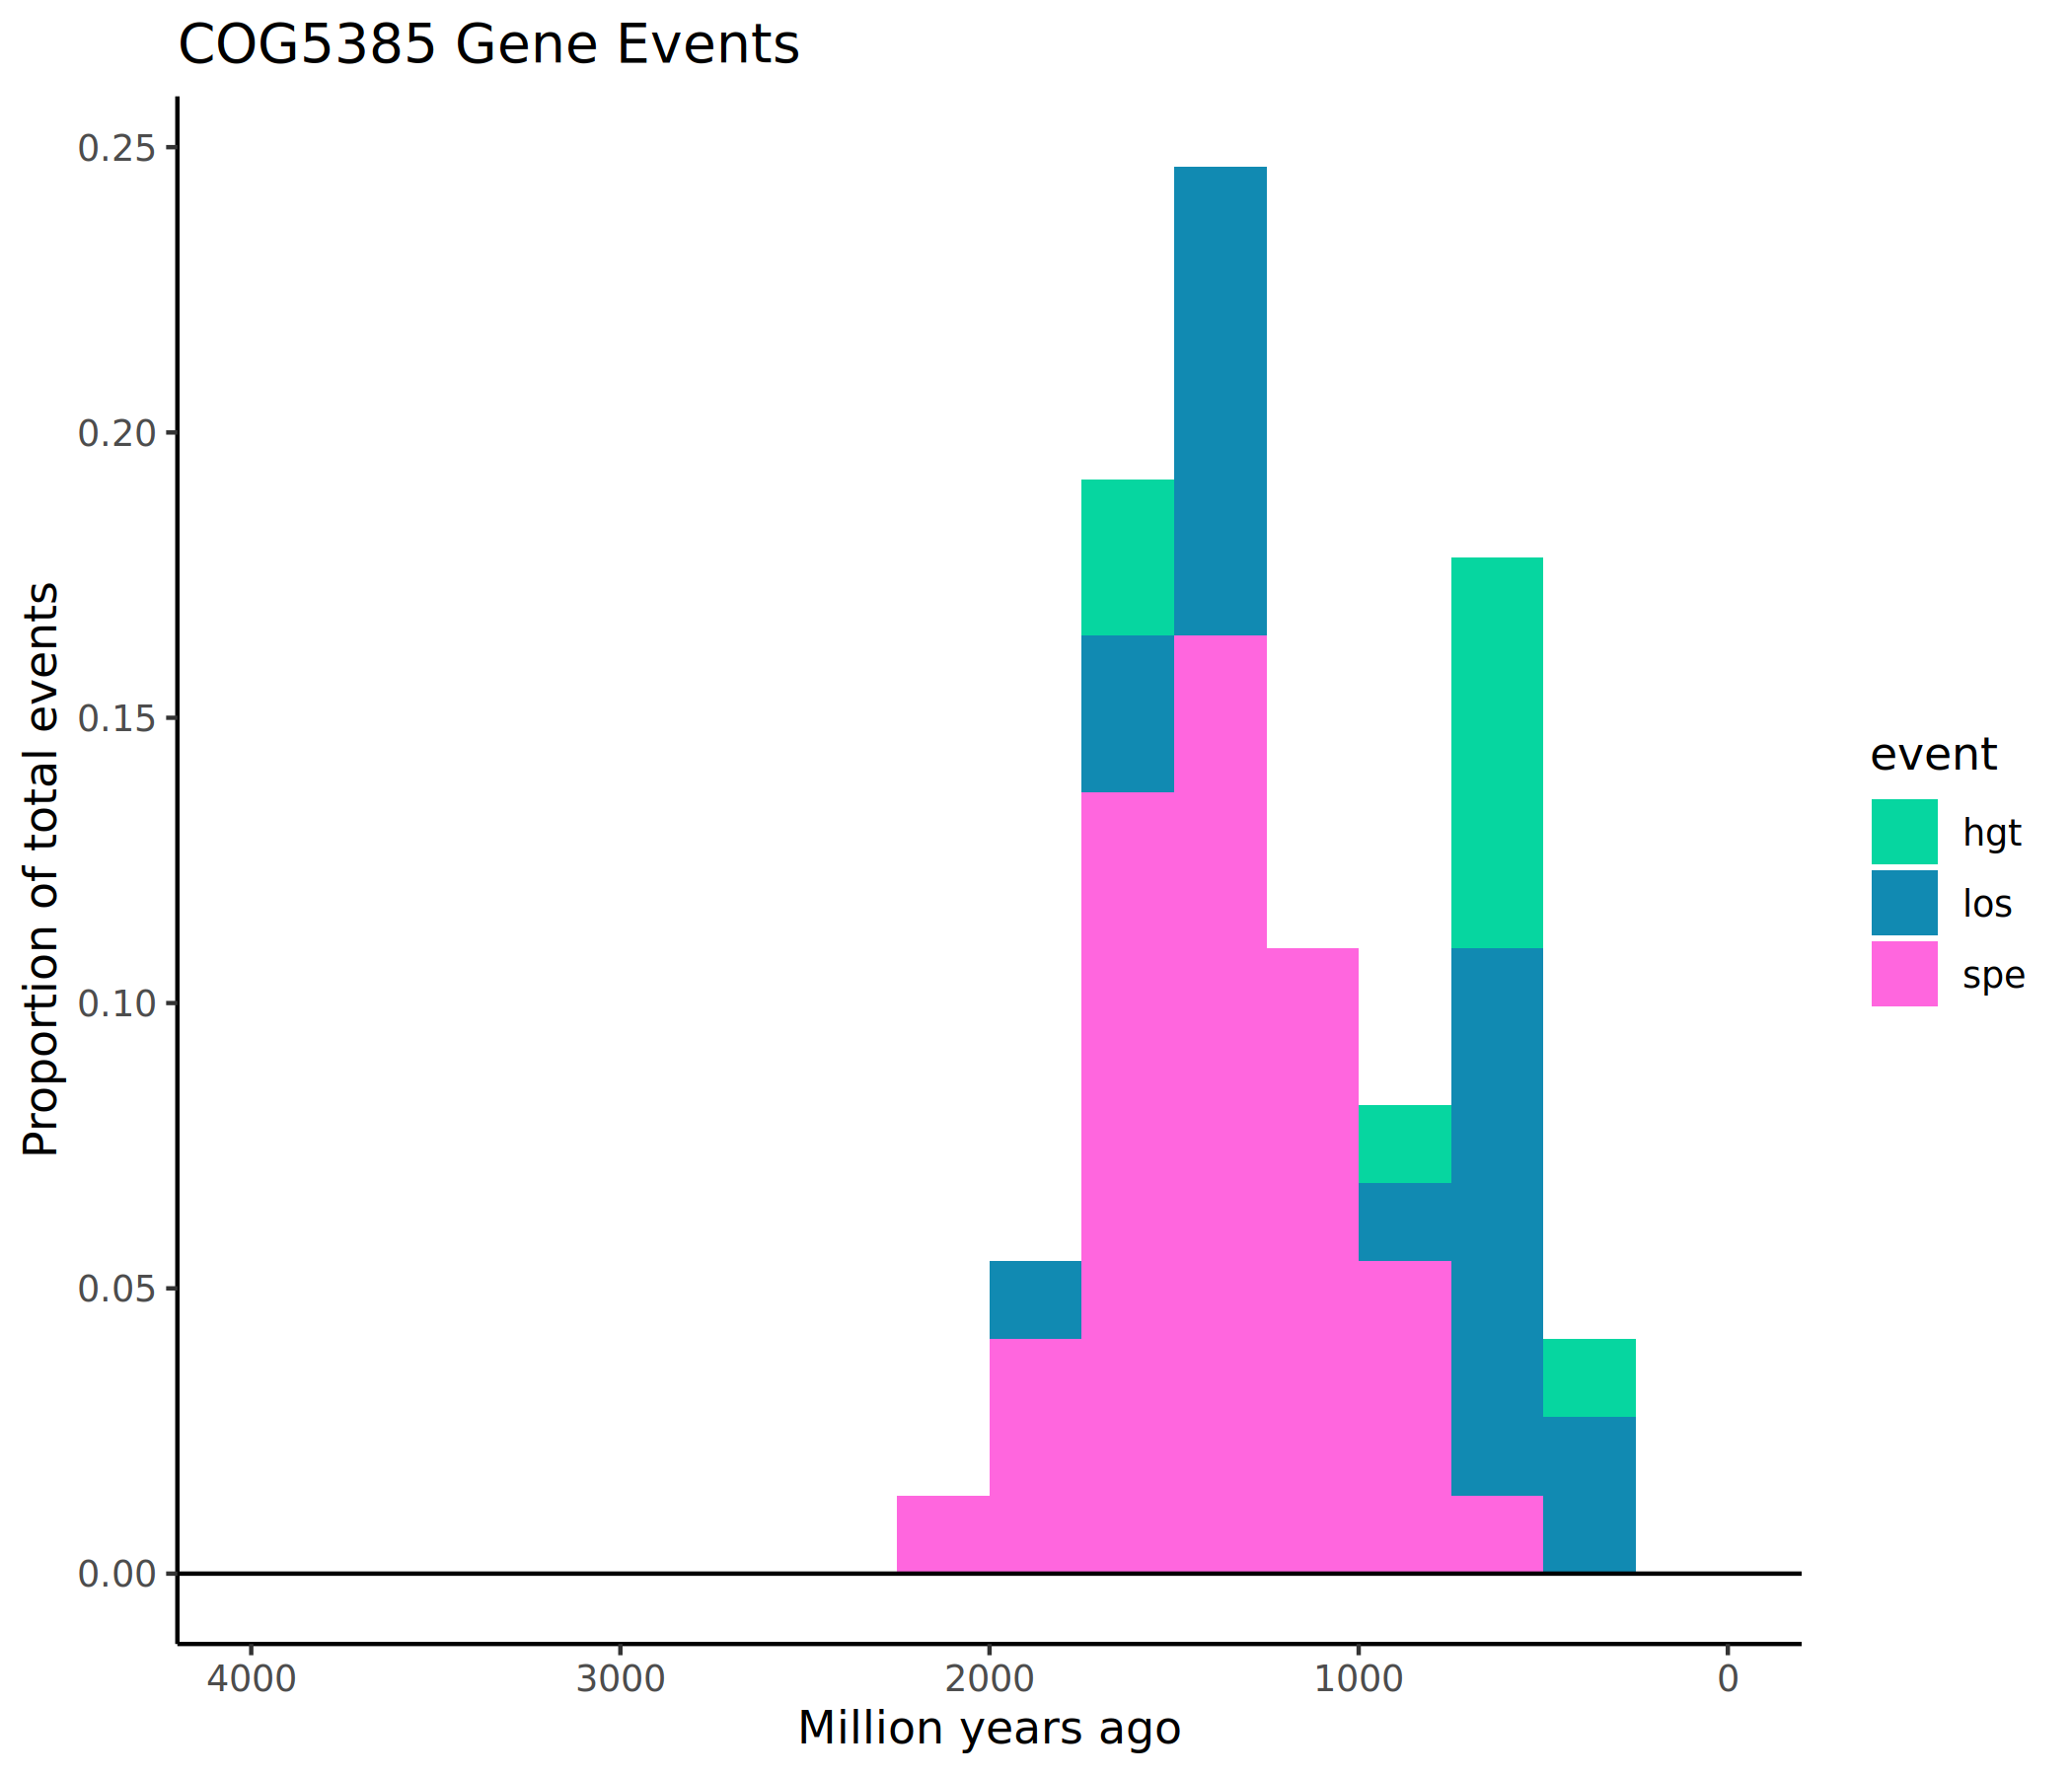 COG5385 Gene Events
Proportion of total events
0.25
0.20
0.15
0.10
0.05
0.00
4000 3000 2000 1000 0
Million years ago
event
hgt
los
spe